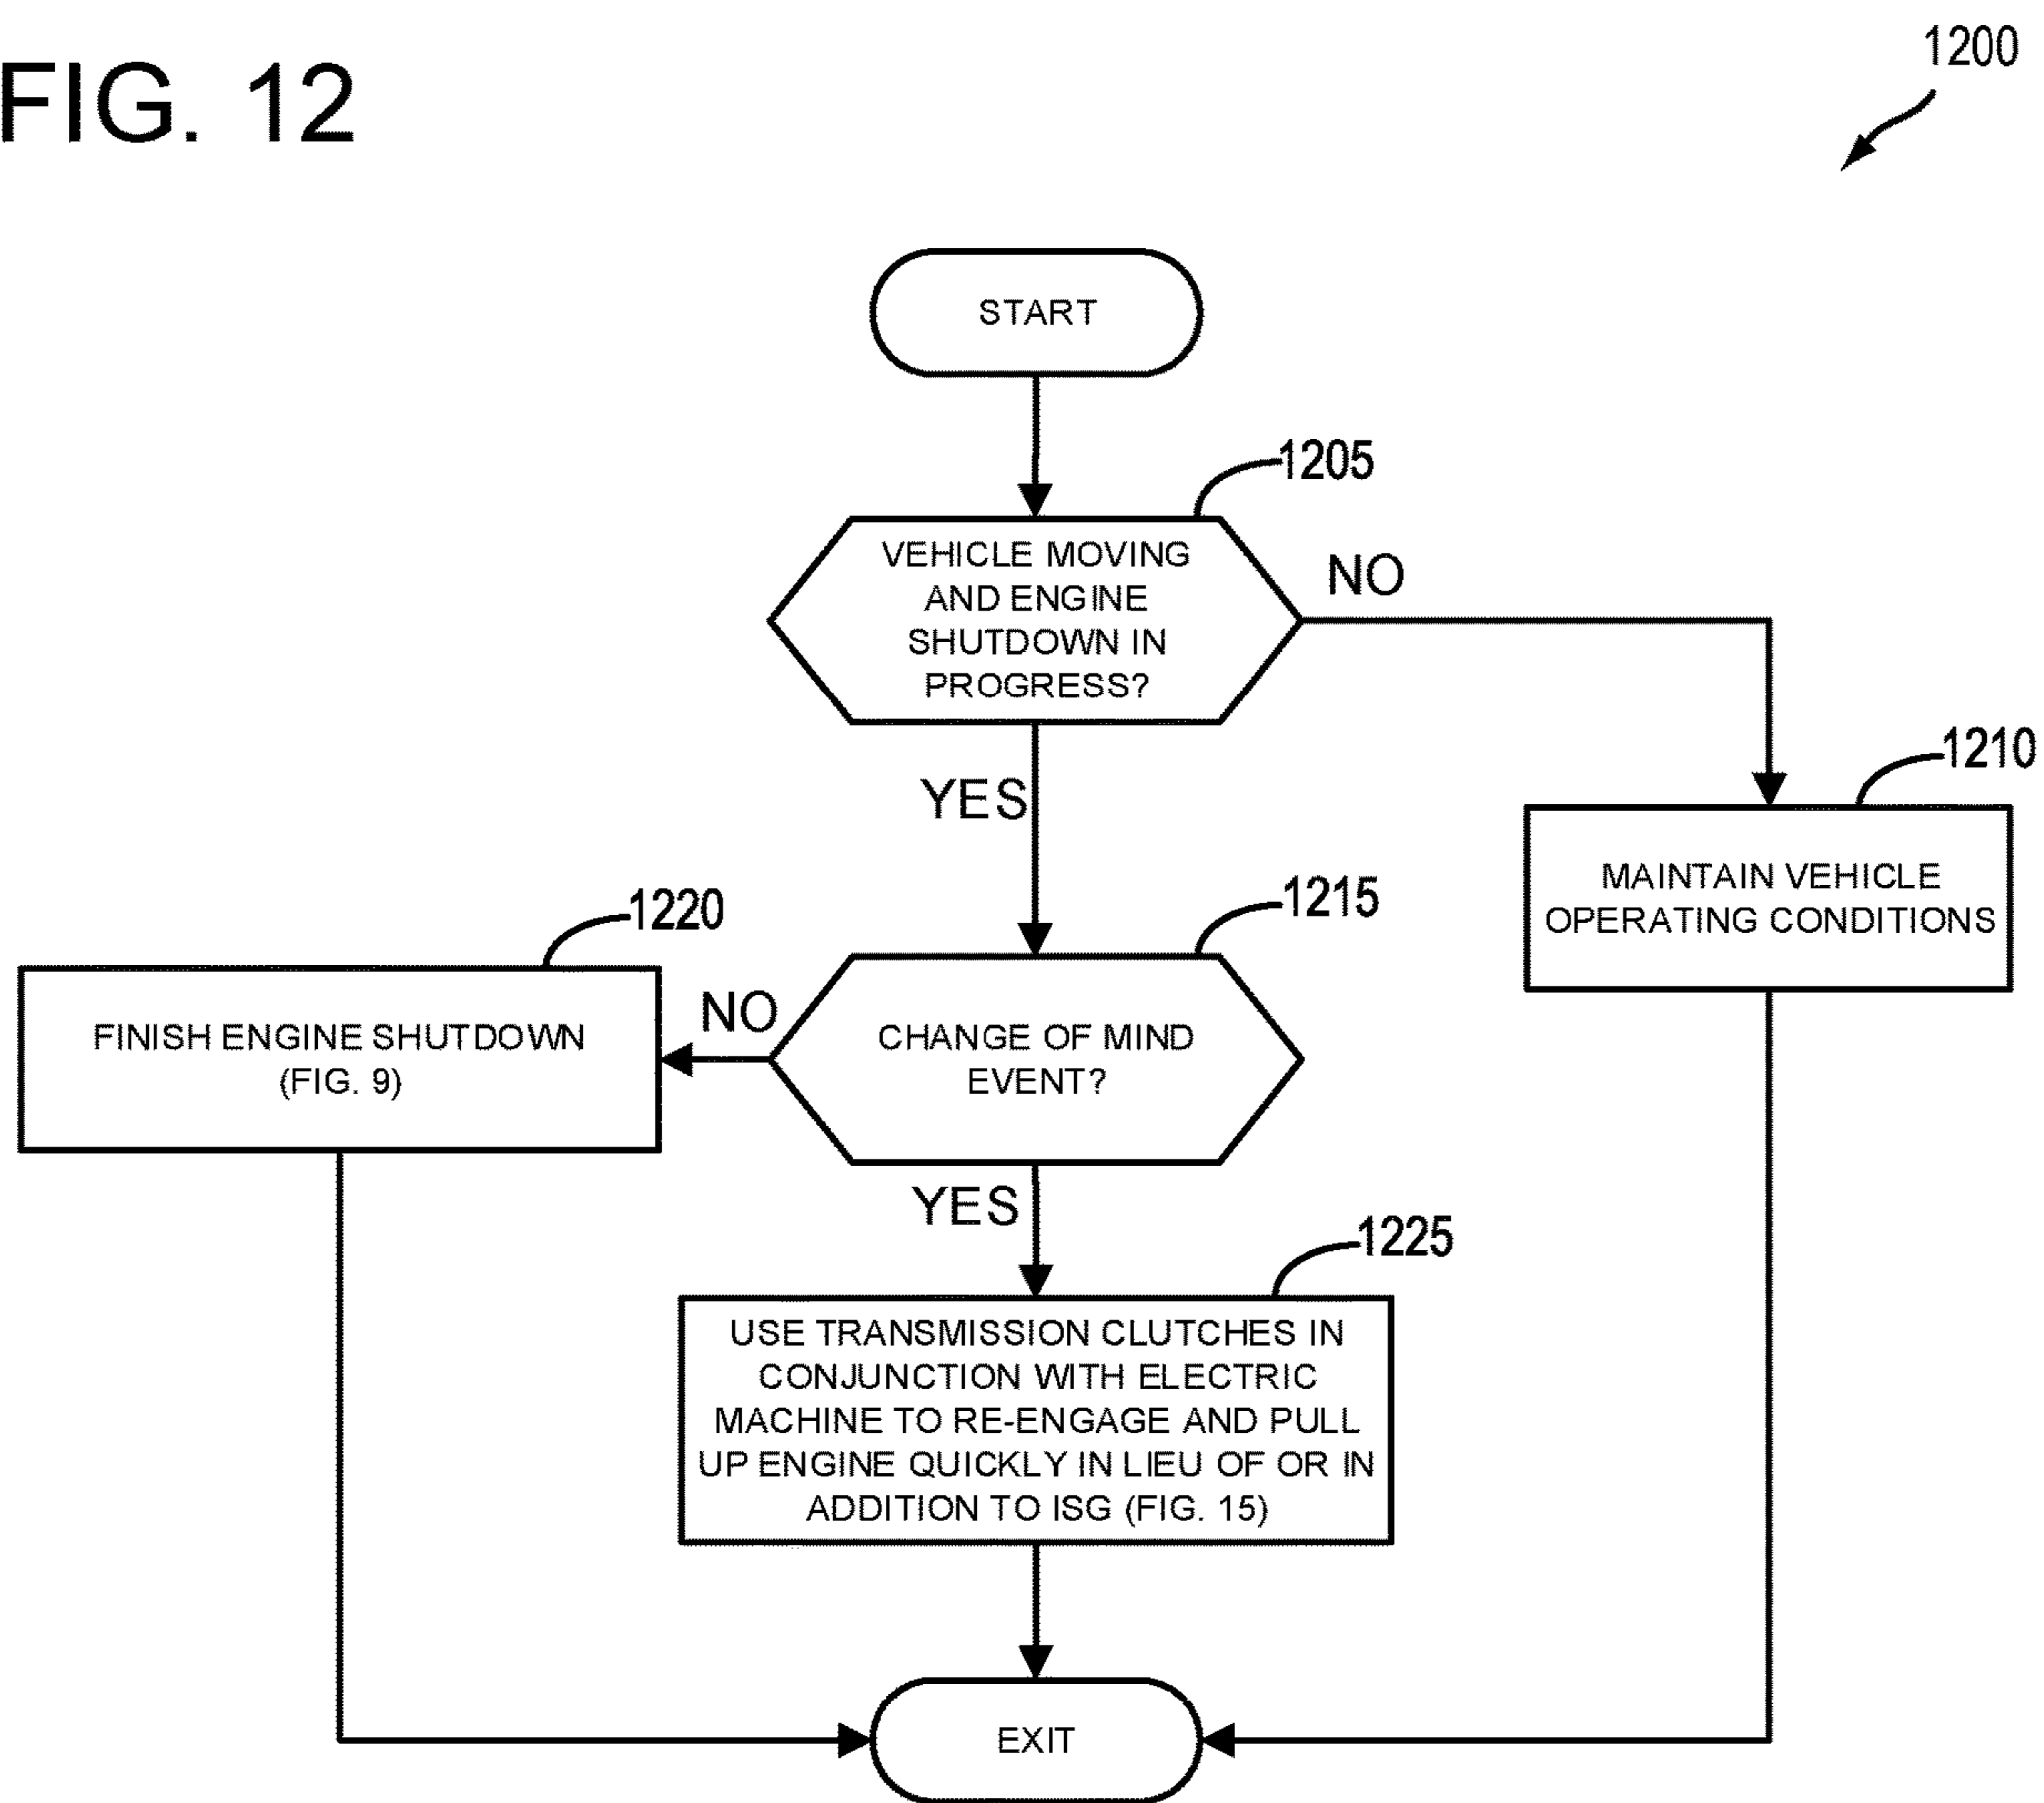 FIG. 12
1200
START
1205
VEHICLE MOVING
AND ENGINE
SHUTDOWN IN
PROGRESS?
NO
YES
1210
MAINTAIN VEHICLE
OPERATING CONDITIONS
1215
CHANGE OF MIND
EVENT?
NO
1220
FINISH ENGINE SHUTDOWN
(FIG. 9)
YES
1225
USE TRANSMISSION CLUTCHES IN
CONJUNCTION WITH ELECTRIC
MACHINE TO RE-ENGAGE AND PULL
UP ENGINE QUICKLY IN LIEU OF OR IN
ADDITION TO ISG (FIG. 15)
EXIT